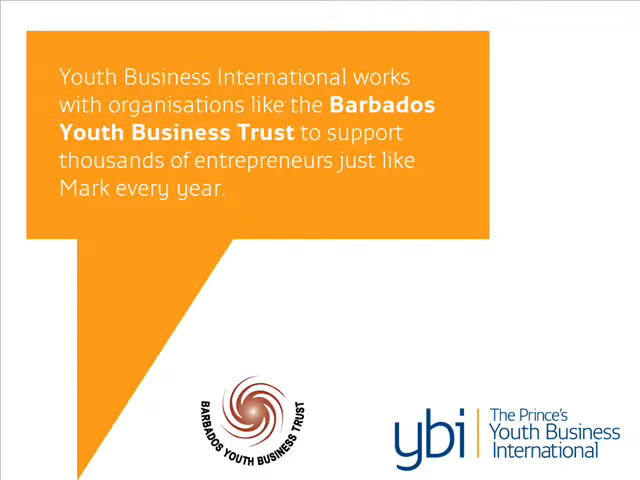 Youth Business International works
with organisations like the Barbados
Youth Business Trust to support
thousands of entrepreneurs just like
Mark every year.
BARBADOS YOUTH BUSINESS TRUST
ybi
The Prince's
Youth Business
International